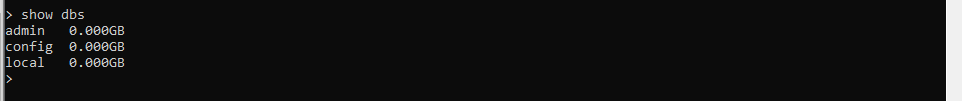 > show dbs
admin   0.000GB
config  0.000GB
local   0.000GB
>